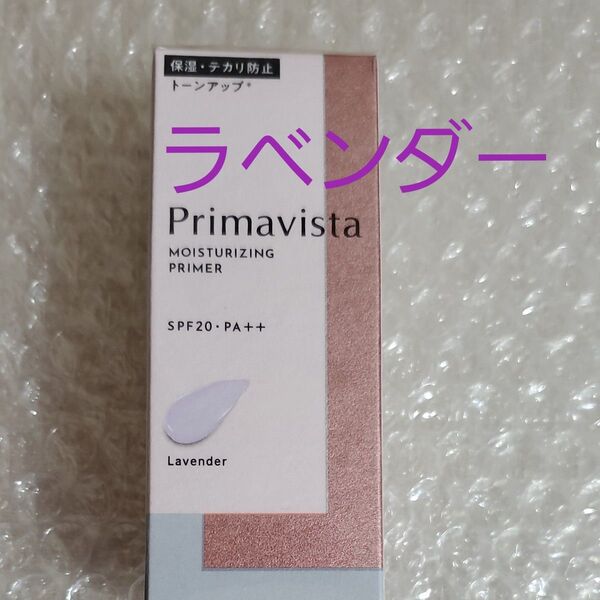 保湿・テカリ防止
トーンアップ*
ラベンダー
Primavista
MOISTURIZING
PRIMER
SPF20・PA++
Lavender